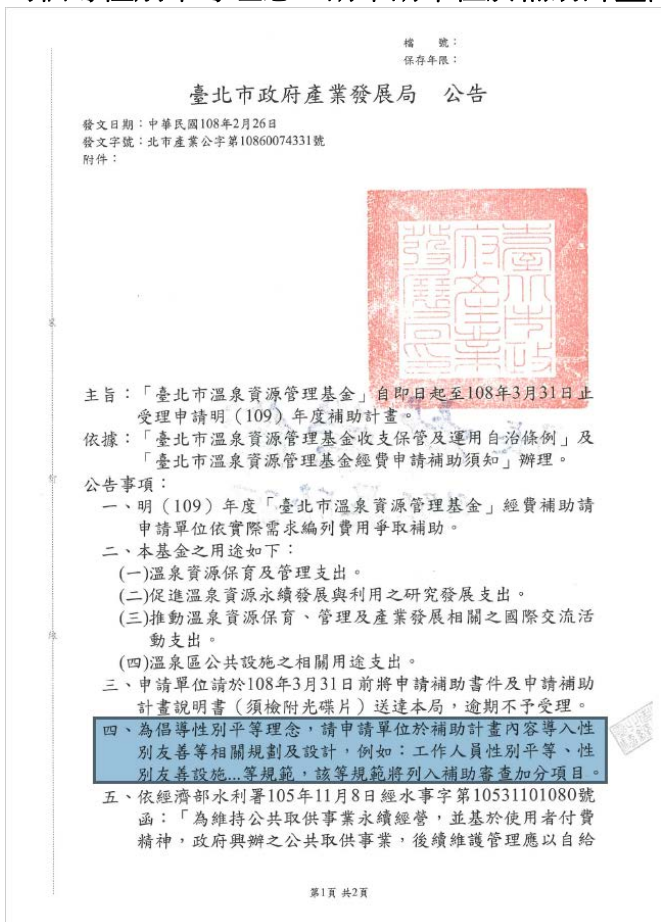 檔　　號：
保存年限：
臺北市政府產業發展局　公告
發文日期：中華民國108年2月26日
發文字號：北市產業公字第10860074331號
附件：
臺北市政
府產業
發展局印
主旨：「臺北市溫泉資源管理基金」自即日起至108年3月31日止
受理申請明（109）年度補助計畫。
依據：「臺北市溫泉資源管理基金收支保管及運用自治條例」及
「臺北市溫泉資源管理基金經費申請補助須知」辦理。
公告事項：
一、明（109）年度「臺北市溫泉資源管理基金」經費補助請
申請單位依實際需求編列費用爭取補助。
二、本基金之用途如下：
(一)溫泉資源保育及管理支出。
(二)促進溫泉資源永續發展與利用之研究發展支出。
(三)推動溫泉資源保育、管理及產業發展相關之國際交流活
動支出。
(四)溫泉區公共設施之相關用途支出。
三、申請單位請於108年3月31日前將申請補助書件及申請補助
計畫說明書（須檢附光碟片）送達本局，逾期不予受理。
四、為倡導性別平等理念，請申請單位於補助計畫內容導入性
別友善等相關規劃及設計，例如：工作人員性別平等、性
別友善設施...等規範，該等規範將列入補助審查加分項目。
五、依經濟部水利署105年11月8日經水事字第10531101080號
函：「為維持公共取供事業永續經營，並基於使用者付費
精神，政府興辦之公共取供事業，後續維護管理應以自給
裝
訂
線
第1頁 共2頁